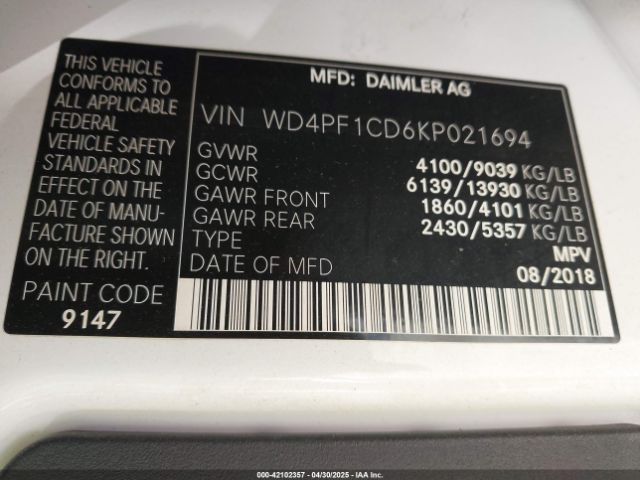 THIS VEHICLE
CONFORMS TO
ALL APPLICABLE
FEDERAL
VEHICLE SAFETY
STANDARDS IN
EFFECT ON THE
DATE OF MANU-
FACTURE SHOWN
ON THE RIGHT.
PAINT CODE
9147
MFD: DAIMLER AG
VIN WD4PF1CD6KP021694
GVWR 4100/9039 KG/LB
GCWR 6139/13930 KG/LB
GAWR FRONT 1860/4101 KG/LB
GAWR REAR 2430/5357 KG/LB
TYPE MPV
DATE OF MFD 08/2018
000-42102357 | 04/30/2025 - IAA Inc.